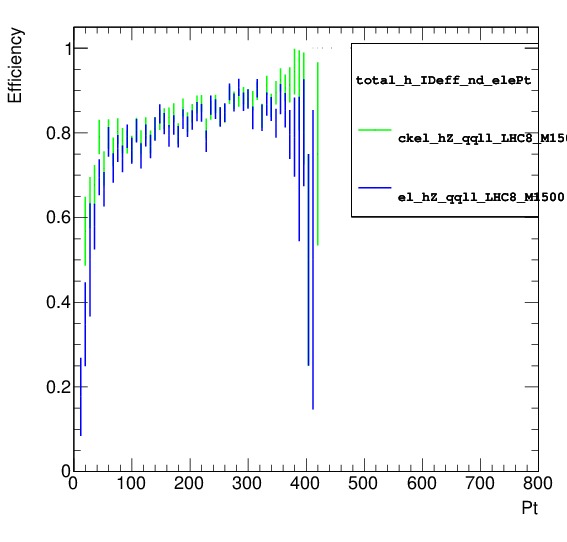 Efficiency
1
0.8
0.6
0.4
0.2
0
total_h_IDeff_nd_elePt
ckel_hZ_qqll_LHC8_M150
el_hZ_qqll_LHC8_M1500
0 100 200 300 400 500 600 700 800
Pt